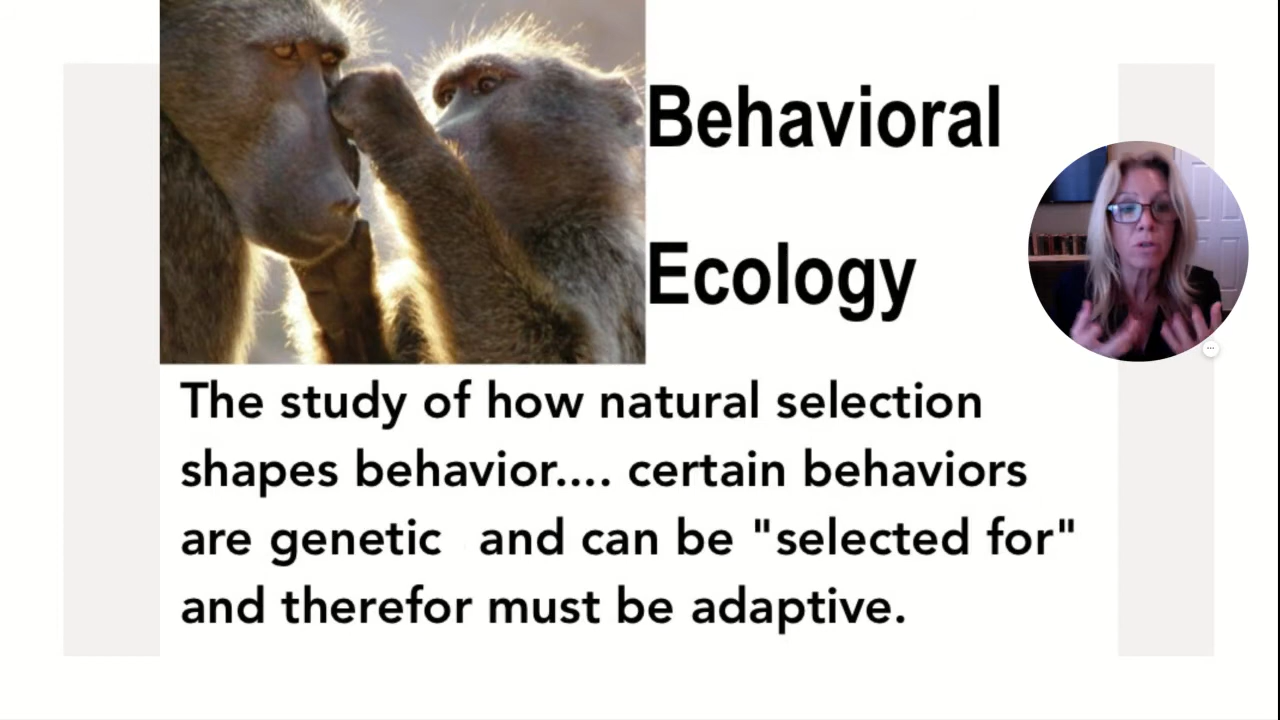 Behavioral
Ecology
The study of how natural selection
shapes behavior.... certain behaviors
are genetic and can be "selected for"
and therefor must be adaptive.